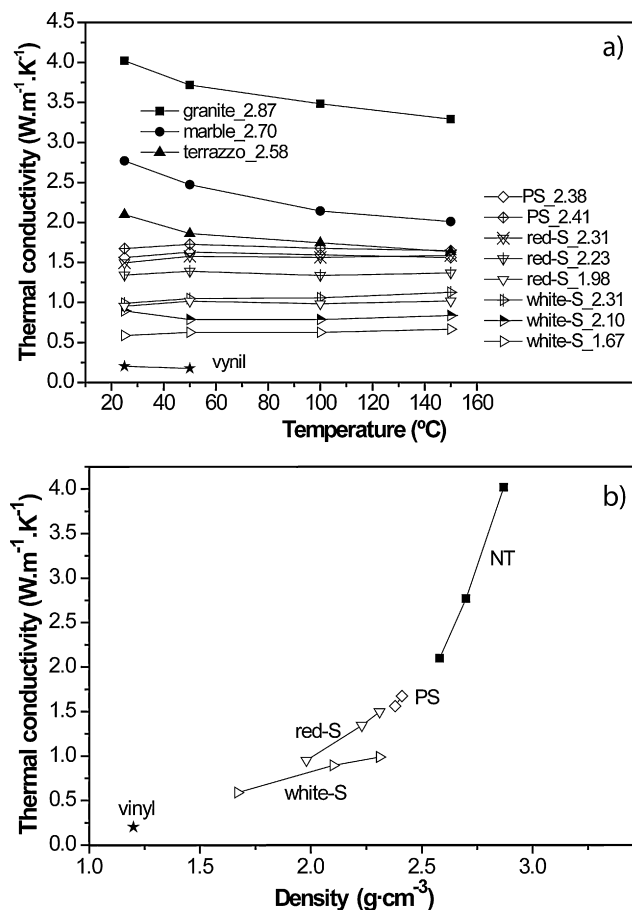 a)
Thermal conductivity (W.m⁻¹.K⁻¹)
4.5
4.0
3.5
3.0
2.5
2.0
1.5
1.0
0.5
0.0
granite_2.87
marble_2.70
terrazzo_2.58
PS_2.38
PS_2.41
red-S_2.31
red-S_2.23
red-S_1.98
white-S_2.31
white-S_2.10
white-S_1.67
vynil
20 40 60 80 100 120 140 160
Temperature (ºC)
b)
Thermal conductivity (W.m⁻¹.K⁻¹)
4.0
3.5
3.0
2.5
2.0
1.5
1.0
0.5
0.0
NT
PS
red-S
white-S
vinyl
1.0 1.5 2.0 2.5 3.0
Density (g·cm⁻³)